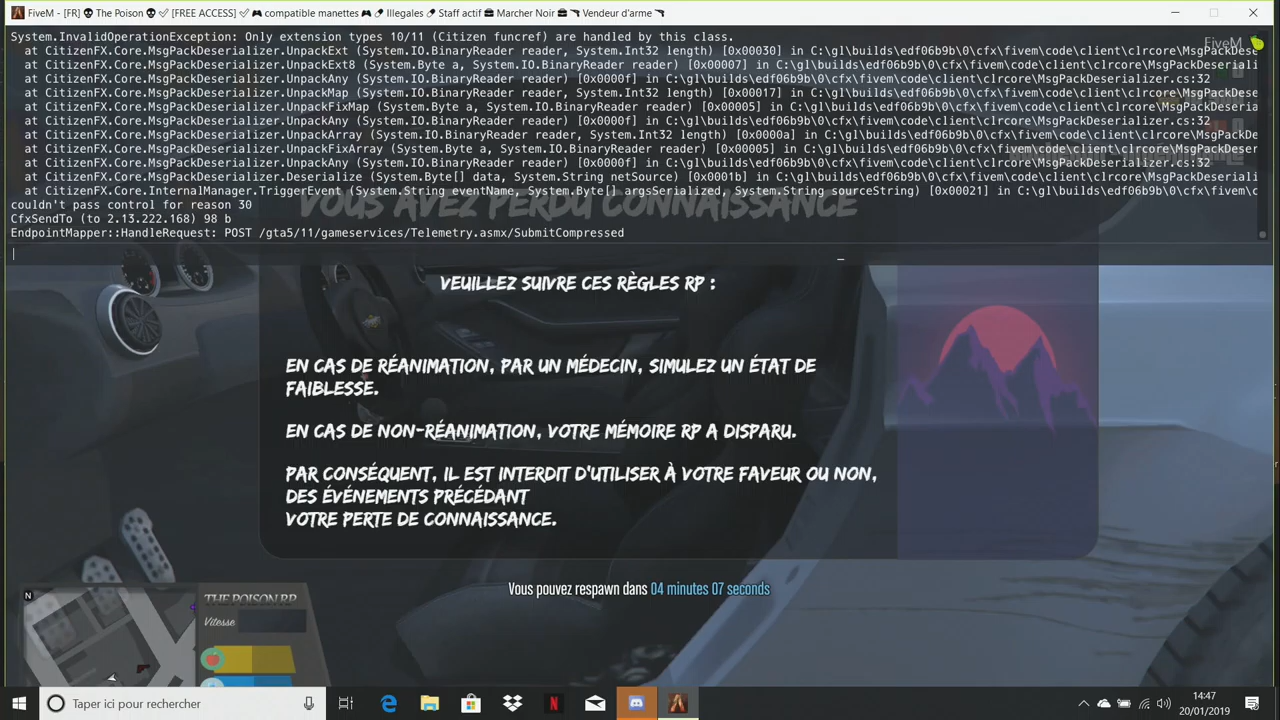 FiveM - [FR] 💀 The Poison 💀 ✅ [FREE ACCESS] ✅ 🎮 compatible manettes 🎮 💊 Illegales 💊 Staff actif 💼 Marcher Noir 💼 🔫 Vendeur d'arme 🔫
System.InvalidOperationException: Only extension types 10/11 (Citizen funcref) are handled by this class.
at CitizenFX.Core.MsgPackDeserializer.UnpackExt (System.IO.BinaryReader reader, System.Int32 length) [0x00030] in C:\gl\builds\edf06b9b\0\cfx\fivem\code\client\clrcore\MsgPackDeseriali
at CitizenFX.Core.MsgPackDeserializer.UnpackExt8 (System.Byte a, System.IO.BinaryReader reader) [0x00007] in C:\gl\builds\edf06b9b\0\cfx\fivem\code\client\clrcore\MsgPackDeserializer.
at CitizenFX.Core.MsgPackDeserializer.UnpackAny (System.IO.BinaryReader reader) [0x0000f] in C:\gl\builds\edf06b9b\0\cfx\fivem\code\client\clrcore\MsgPackDeserializer.cs:32
at CitizenFX.Core.MsgPackDeserializer.UnpackMap (System.IO.BinaryReader reader, System.Int32 length) [0x00017] in C:\gl\builds\edf06b9b\0\cfx\fivem\code\client\clrcore\MsgPackDeseriali
at CitizenFX.Core.MsgPackDeserializer.UnpackFixMap (System.Byte a, System.IO.BinaryReader reader) [0x00005] in C:\gl\builds\edf06b9b\0\cfx\fivem\code\client\clrcore\MsgPackDeserialize
at CitizenFX.Core.MsgPackDeserializer.UnpackAny (System.IO.BinaryReader reader) [0x0000f] in C:\gl\builds\edf06b9b\0\cfx\fivem\code\client\clrcore\MsgPackDeserializer.cs:32
at CitizenFX.Core.MsgPackDeserializer.UnpackArray (System.IO.BinaryReader reader, System.Int32 length) [0x0000a] in C:\gl\builds\edf06b9b\0\cfx\fivem\code\client\clrcore\MsgPackDese
at CitizenFX.Core.MsgPackDeserializer.UnpackFixArray (System.Byte a, System.IO.BinaryReader reader) [0x00005] in C:\gl\builds\edf06b9b\0\cfx\fivem\code\client\clrcore\MsgPackDeseriali
at CitizenFX.Core.MsgPackDeserializer.UnpackAny (System.IO.BinaryReader reader) [0x0000f] in C:\gl\builds\edf06b9b\0\cfx\fivem\code\client\clrcore\MsgPackDeserializer.cs:32
at CitizenFX.Core.MsgPackDeserializer.Deserialize (System.Byte[] data, System.String netSource) [0x0001b] in C:\gl\builds\edf06b9b\0\cfx\fivem\code\client\clrcore\MsgPackDeserializer.
at CitizenFX.Core.InternalManager.TriggerEvent (System.String eventName, System.Byte[] argsSerialized, System.String sourceString) [0x00021] in C:\gl\builds\edf06b9b\0\cfx\fivem\c
couldn't pass control for reason 30
CfxSendTo (to 2.13.222.168) 98 b
EndpointMapper::HandleRequest: POST /gta5/11/gameservices/Telemetry.asmx/SubmitCompressed
FiveM
VOUS AVEZ PERDU CONNAISSANCE
VEUILLEZ SUIVRE CES RÈGLES RP :
EN CAS DE RÉANIMATION, PAR UN MÉDECIN, SIMULEZ UN ÉTAT DE
FAIBLESSE.
EN CAS DE NON-RÉANIMATION, VOTRE MÉMOIRE RP A DISPARU.
PAR CONSÉQUENT, IL EST INTERDIT D'UTILISER À VOTRE FAVEUR OU NON,
DES ÉVÉNEMENTS PRÉCÉDANT
VOTRE PERTE DE CONNAISSANCE.
Vous pouvez respawn dans 04 minutes 07 seconds
N
THE POISON RP
Vitesse
Taper ici pour rechercher
14:47
20/01/2019